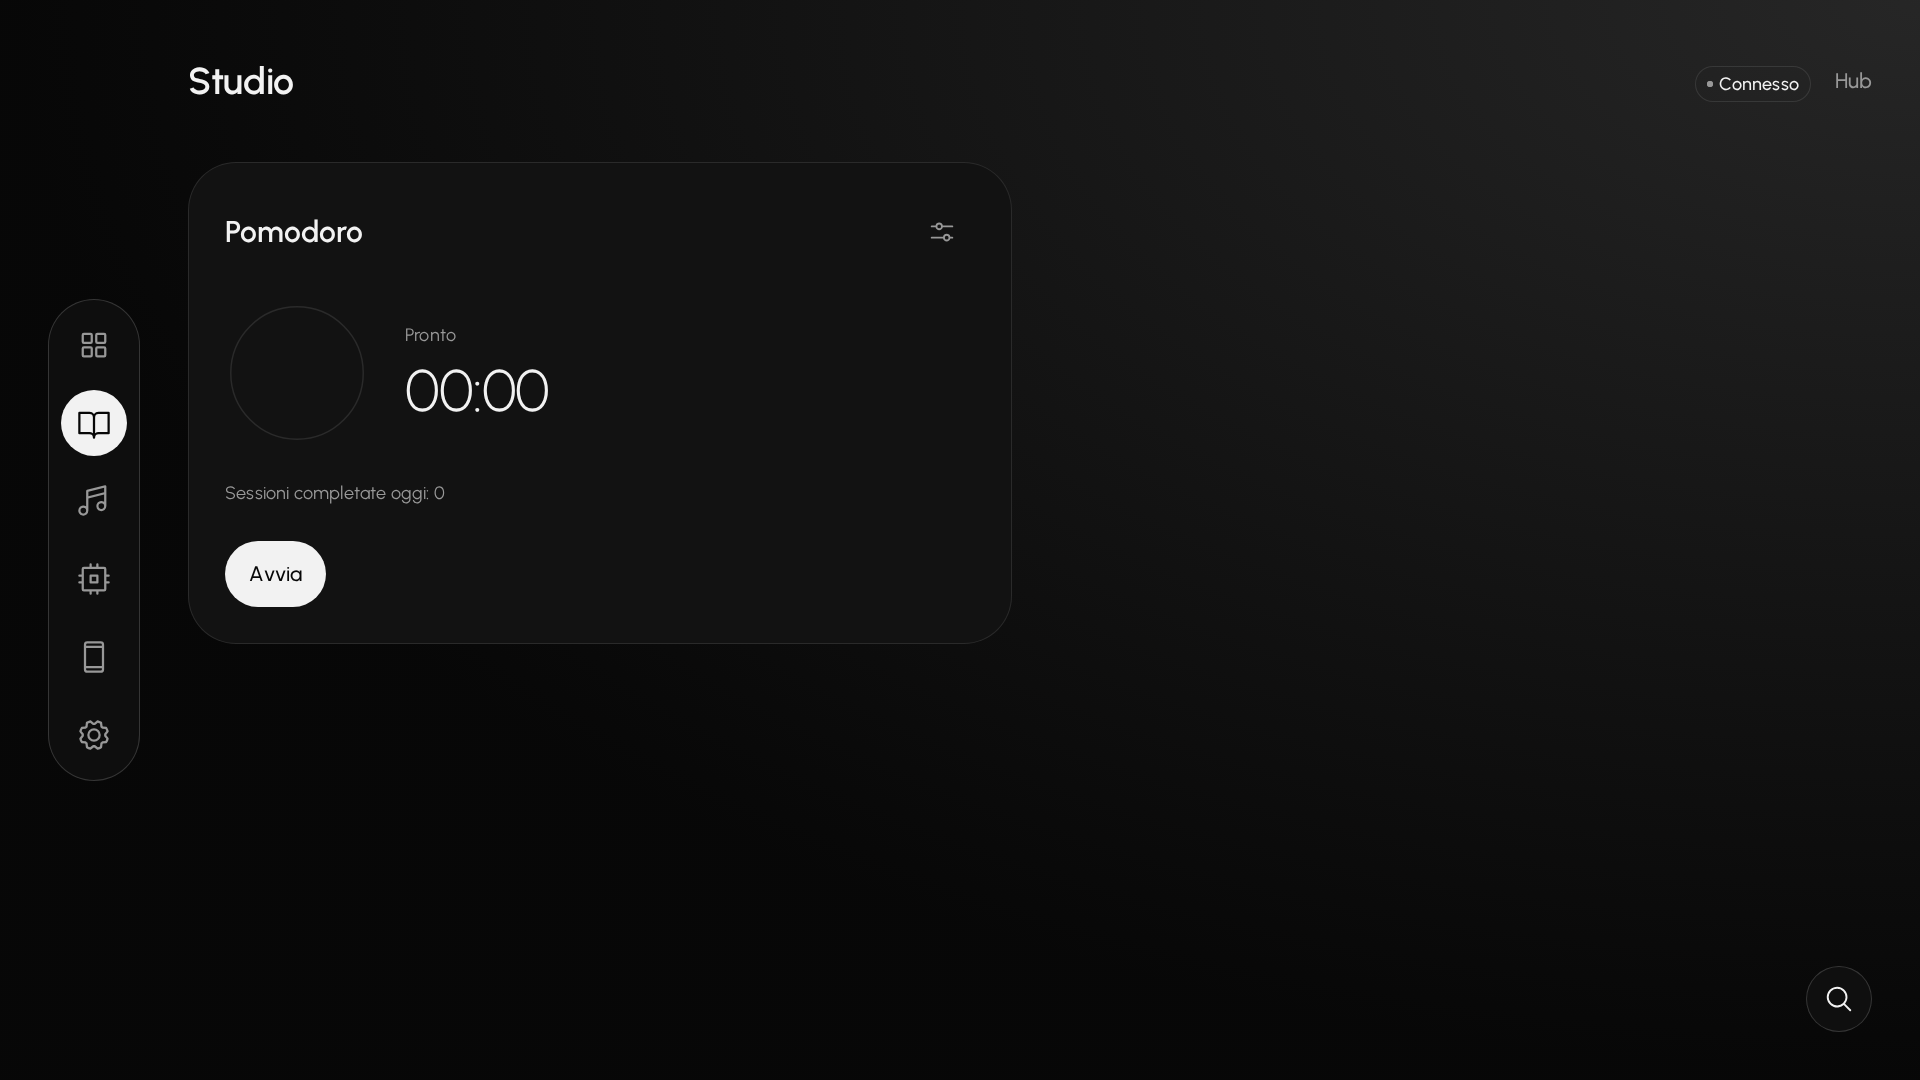 Studio
Connesso
Hub
Pomodoro
Pronto
00:00
Sessioni completate oggi: 0
Avvia